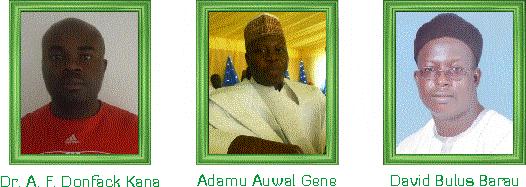 Dr. A. F. Donfack Kana
Adamu Auwal Gene
David Bulus Barau